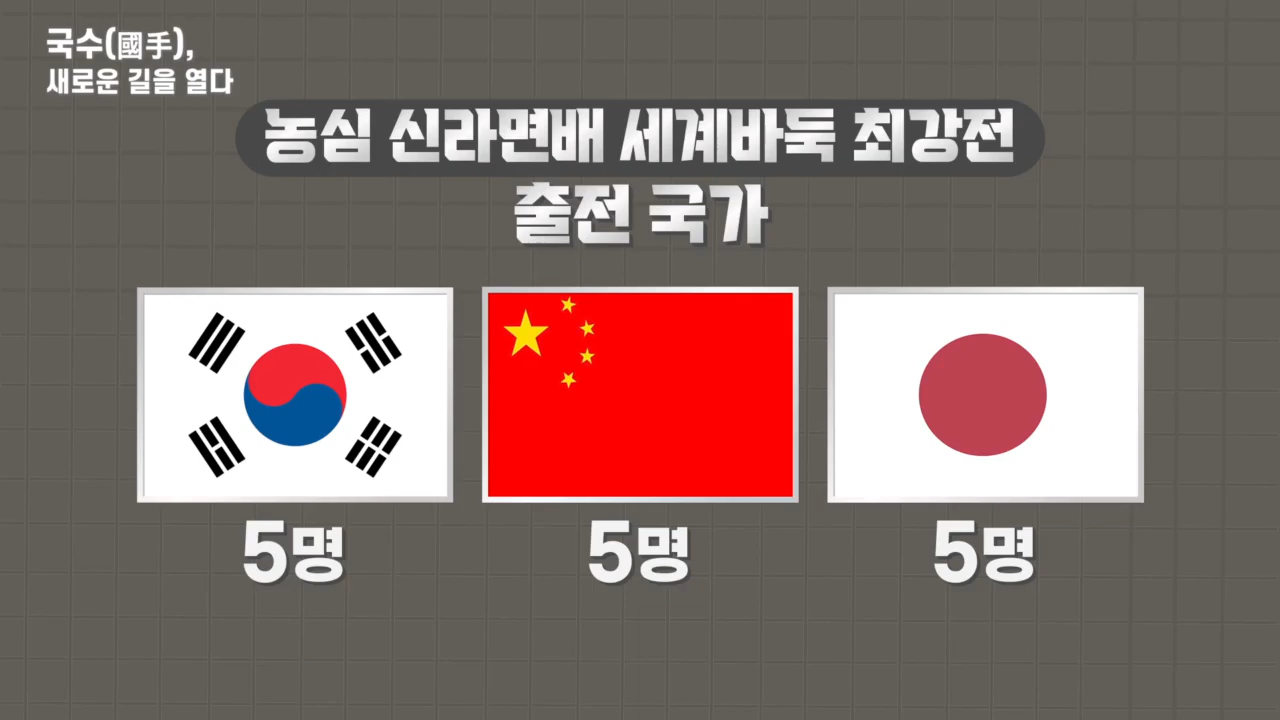 국수(國手),
새로운 길을 열다
농심 신라면배 세계바둑 최강전
출전 국가
5명 5명 5명